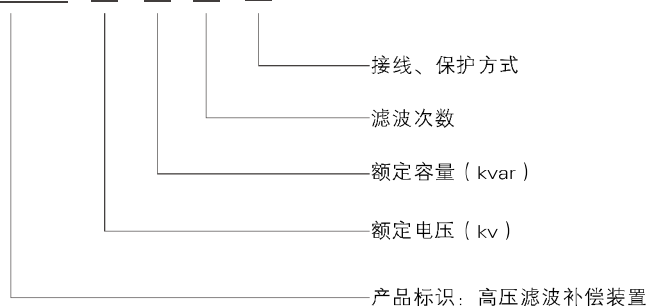 接线、保护方式
滤波次数
额定容量（kvar）
额定电压（kv）
产品标识：高压滤波补偿装置